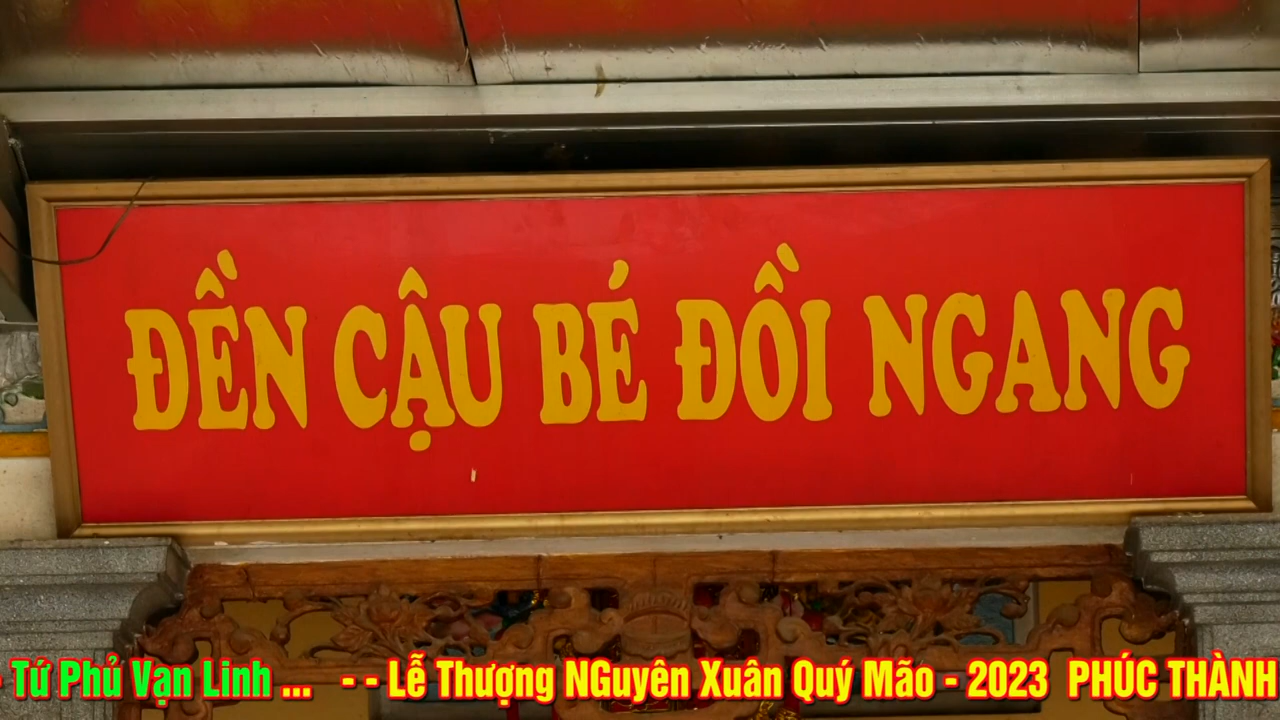 ĐỀN CẬU BÉ ĐỒI NGANG
- Tứ Phủ Vạn Linh ... - - Lễ Thượng NGuyên Xuân Quý Mão - 2023 PHÚC THÀNH